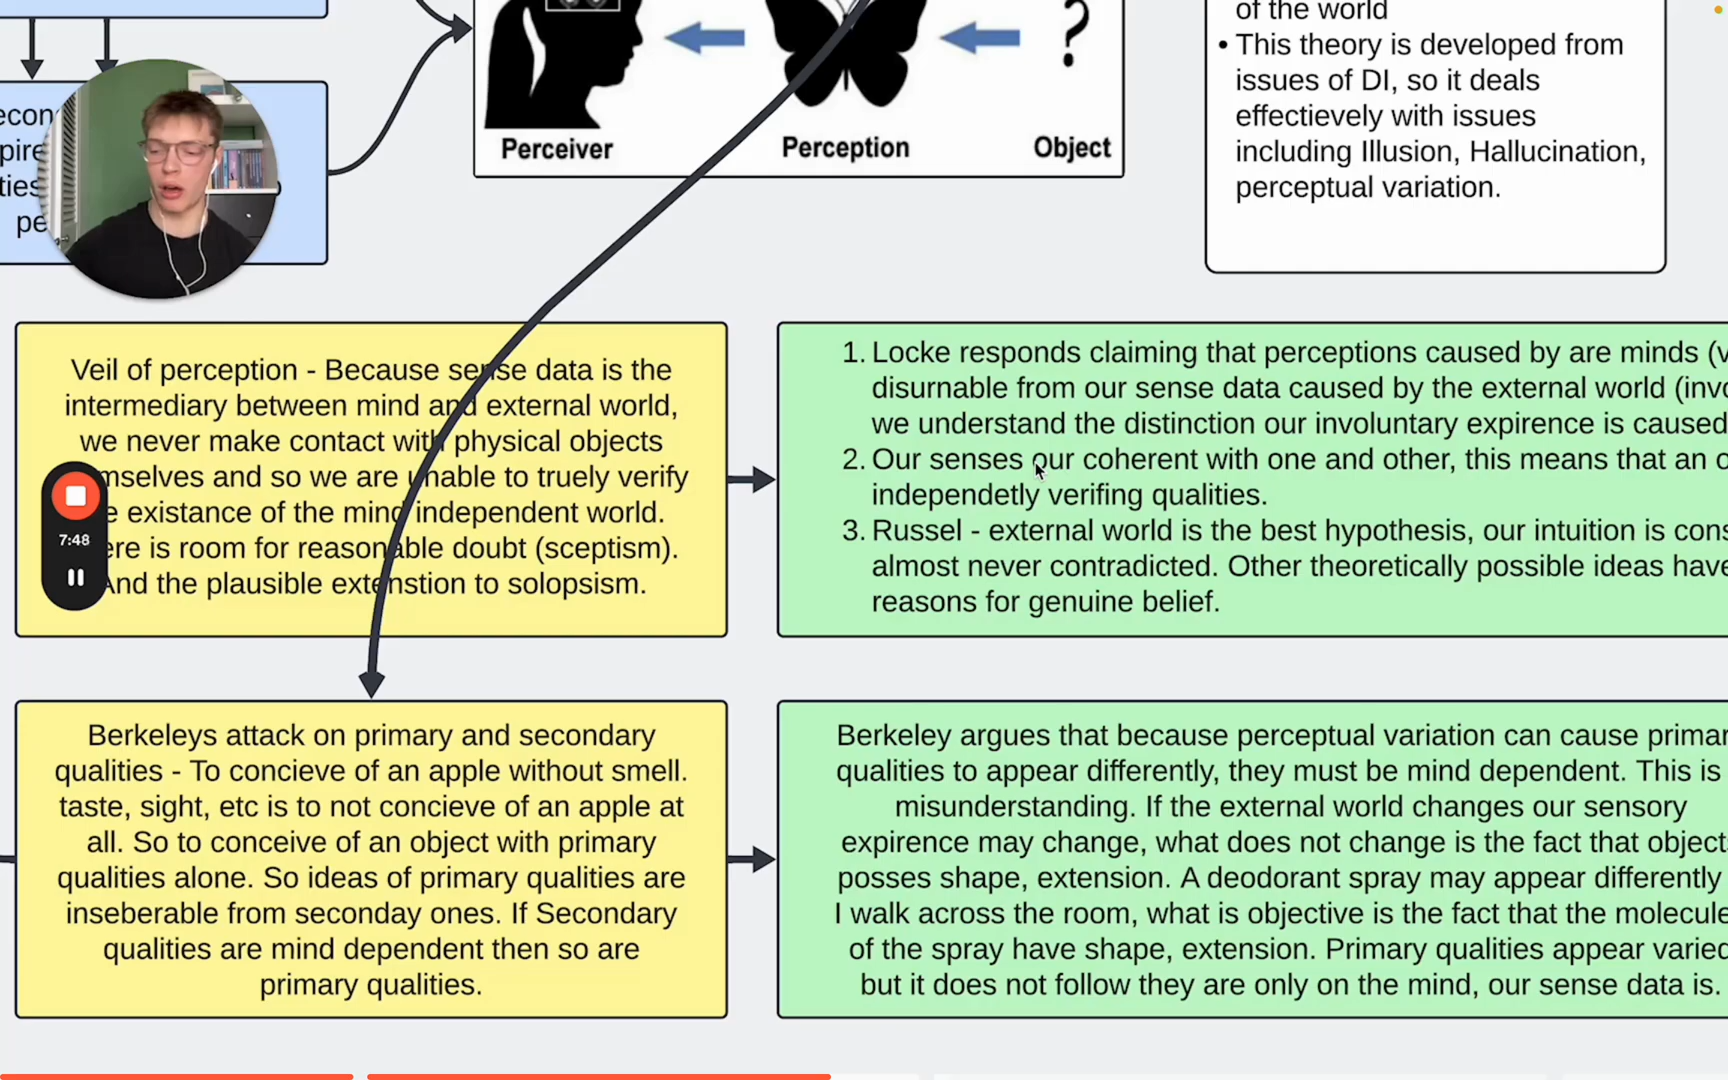 of the world
• This theory is developed from
issues of DI, so it deals
effectievely with issues
including Illusion, Hallucination,
perceptual variation.
Perceiver
Perception
Object
?
Veil of perception - Because sense data is the
intermediary between mind and external world,
we never make contact with physical objects
mselves and so we are unable to truely verify
existance of the mind independent world.
ere is room for reasonable doubt (sceptism).
And the plausible extenstion to solopsism.
7:48
1. Locke responds claiming that perceptions caused by are minds (v
disurnable from our sense data caused by the external world (invo
we understand the distinction our involuntary expirence is caused
2. Our senses our coherent with one and other, this means that an o
independetly verifing qualities.
3. Russel - external world is the best hypothesis, our intuition is cons
almost never contradicted. Other theoretically possible ideas have
reasons for genuine belief.
Berkeleys attack on primary and secondary
qualities - To concieve of an apple without smell.
taste, sight, etc is to not concieve of an apple at
all. So to conceive of an object with primary
qualities alone. So ideas of primary qualities are
inseberable from seconday ones. If Secondary
qualities are mind dependent then so are
primary qualities.
Berkeley argues that because perceptual variation can cause primar
qualities to appear differently, they must be mind dependent. This is
misunderstanding. If the external world changes our sensory
expirence may change, what does not change is the fact that objects
posses shape, extension. A deodorant spray may appear differently
I walk across the room, what is objective is the fact that the molecule
of the spray have shape, extension. Primary qualities appear varied
but it does not follow they are only on the mind, our sense data is.